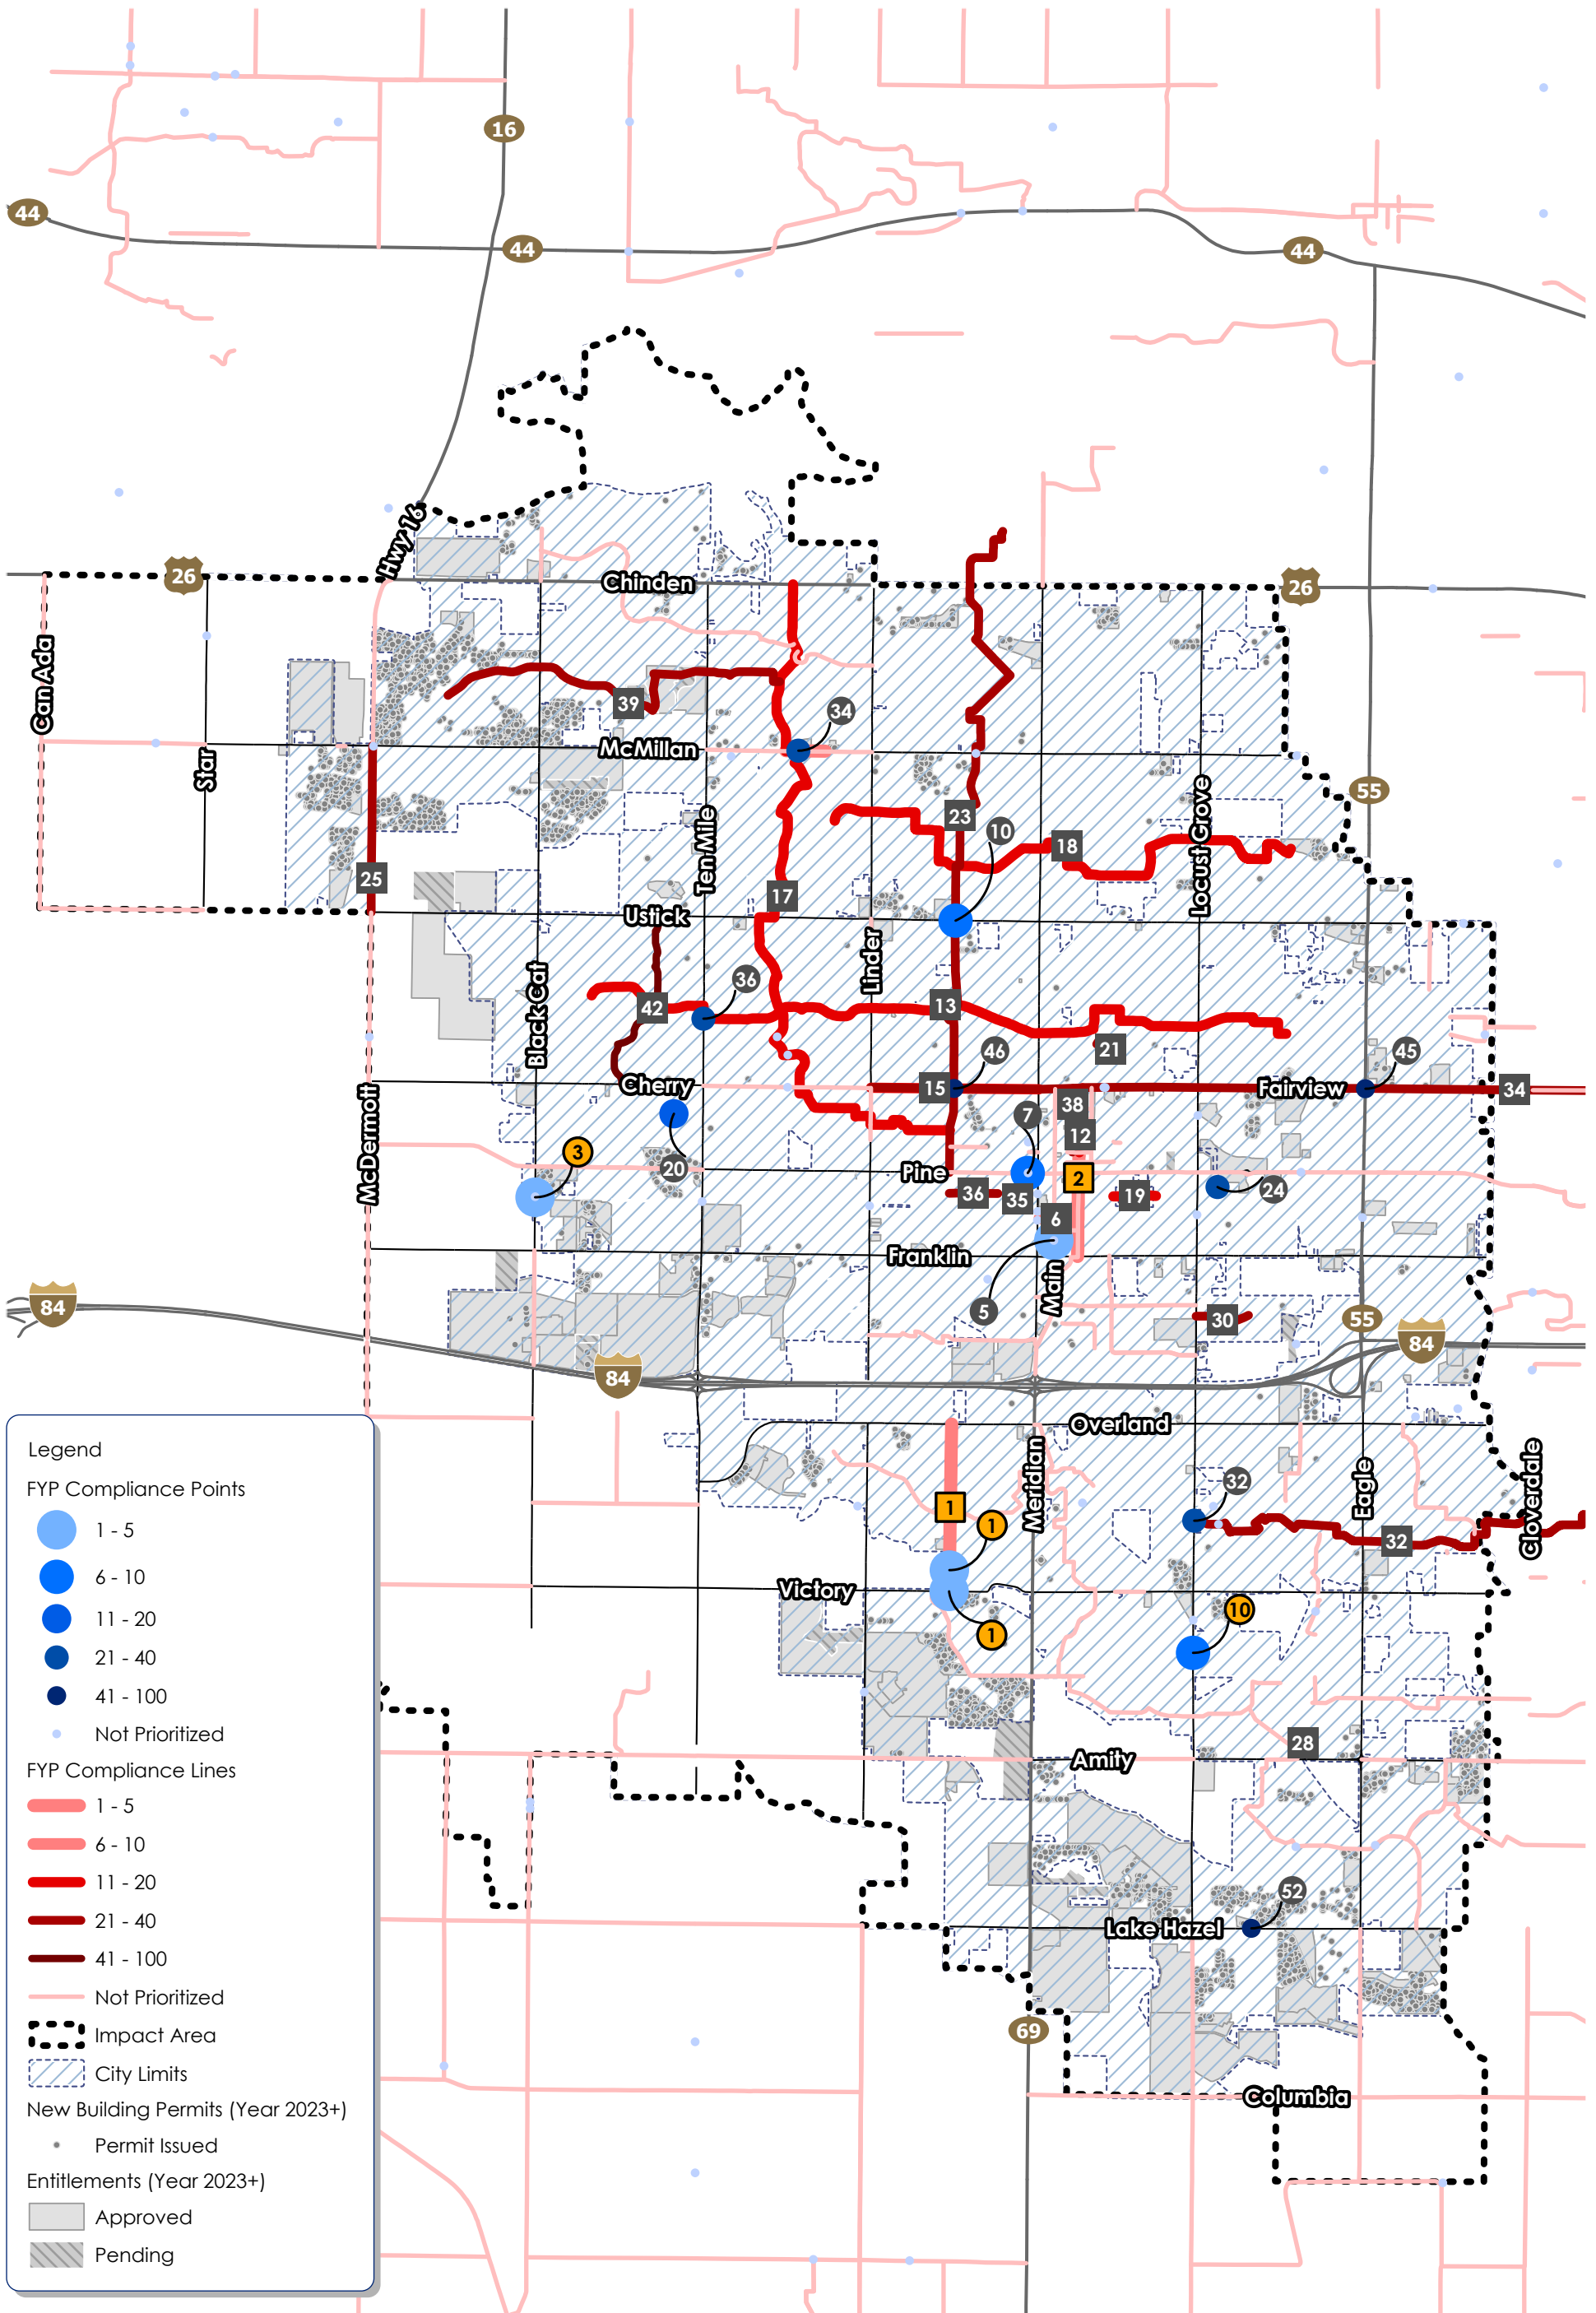 16
44
44
44
Hwy 16
26
Chinden
26
Can Ada
39
34
McMillan
Star
55
Locust Grove
Ten Mile
23
10
18
25
17
Ustick
Linder
Black Cat
36
42
13
21
46
45
Cherry
15
Fairview
34
38
7
12
McDermott
3
20
Pine
2
36
35
19
24
6
Franklin
Main
5
84
30
55
84
84
Overland
Meridian
Eagle
Cloverdale
32
1
1
32
Victory
10
1
28
Amity
52
Lake Hazel
69
Columbia
Legend
FYP Compliance Points
1 - 5
6 - 10
11 - 20
21 - 40
41 - 100
Not Prioritized
FYP Compliance Lines
1 - 5
6 - 10
11 - 20
21 - 40
41 - 100
Not Prioritized
Impact Area
City Limits
New Building Permits (Year 2023+)
Permit Issued
Entitlements (Year 2023+)
Approved
Pending